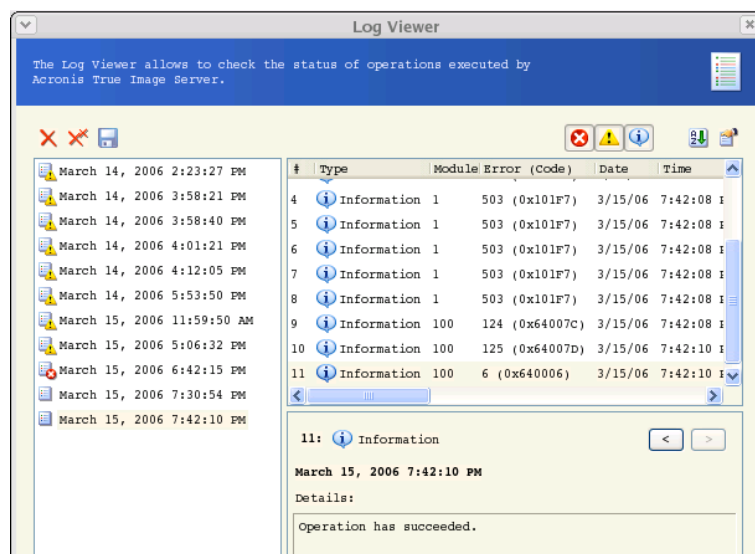 Log Viewer
The Log Viewer allows to check the status of operations executed by
Acronis True Image Server.
March 14, 2006 2:23:27 PM
March 14, 2006 3:58:21 PM
March 14, 2006 3:58:40 PM
March 14, 2006 4:01:21 PM
March 14, 2006 4:12:05 PM
March 14, 2006 5:53:50 PM
March 15, 2006 11:59:50 AM
March 15, 2006 5:06:32 PM
March 15, 2006 6:42:15 PM
March 15, 2006 7:30:54 PM
March 15, 2006 7:42:10 PM
# Type Module Error (Code) Date Time
4 Information 1 503 (0x101F7) 3/15/06 7:42:08
5 Information 1 503 (0x101F7) 3/15/06 7:42:08
6 Information 1 503 (0x101F7) 3/15/06 7:42:08
7 Information 1 503 (0x101F7) 3/15/06 7:42:08
8 Information 1 503 (0x101F7) 3/15/06 7:42:08
9 Information 100 124 (0x64007C) 3/15/06 7:42:08
10 Information 100 125 (0x64007D) 3/15/06 7:42:10
11 Information 100 6 (0x640006) 3/15/06 7:42:10
11: Information
< >
March 15, 2006 7:42:10 PM
Details:
Operation has succeeded.